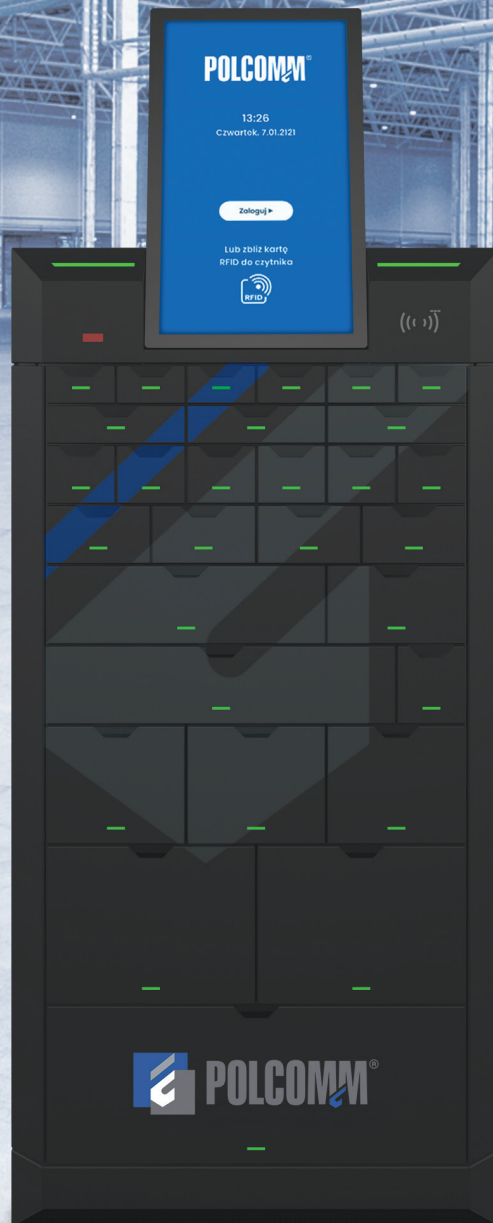 POLCOMM®
13:26
Czwartek, 7.01.2121
Zaloguj
Lub zbliż kartę
RFID do czytnika
RFID
POLCOMM®